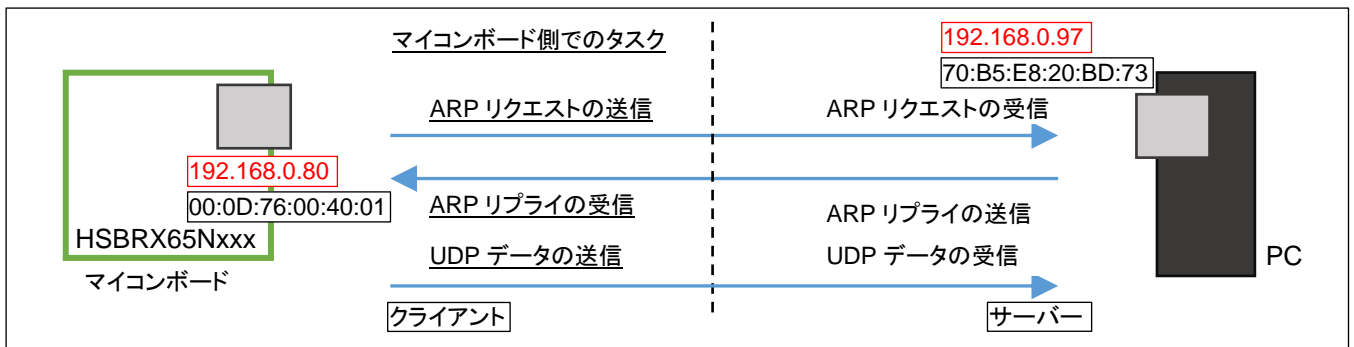 マイコンボード側でのタスク
192.168.0.97
70:B5:E8:20:BD:73
ARP リクエストの送信
ARP リクエストの受信
192.168.0.80
00:0D:76:00:40:01
ARP リプライの受信
ARP リプライの送信
HSBRX65Nxxx
UDP データの送信
UDP データの受信
PC
マイコンボード
クライアント
サーバー